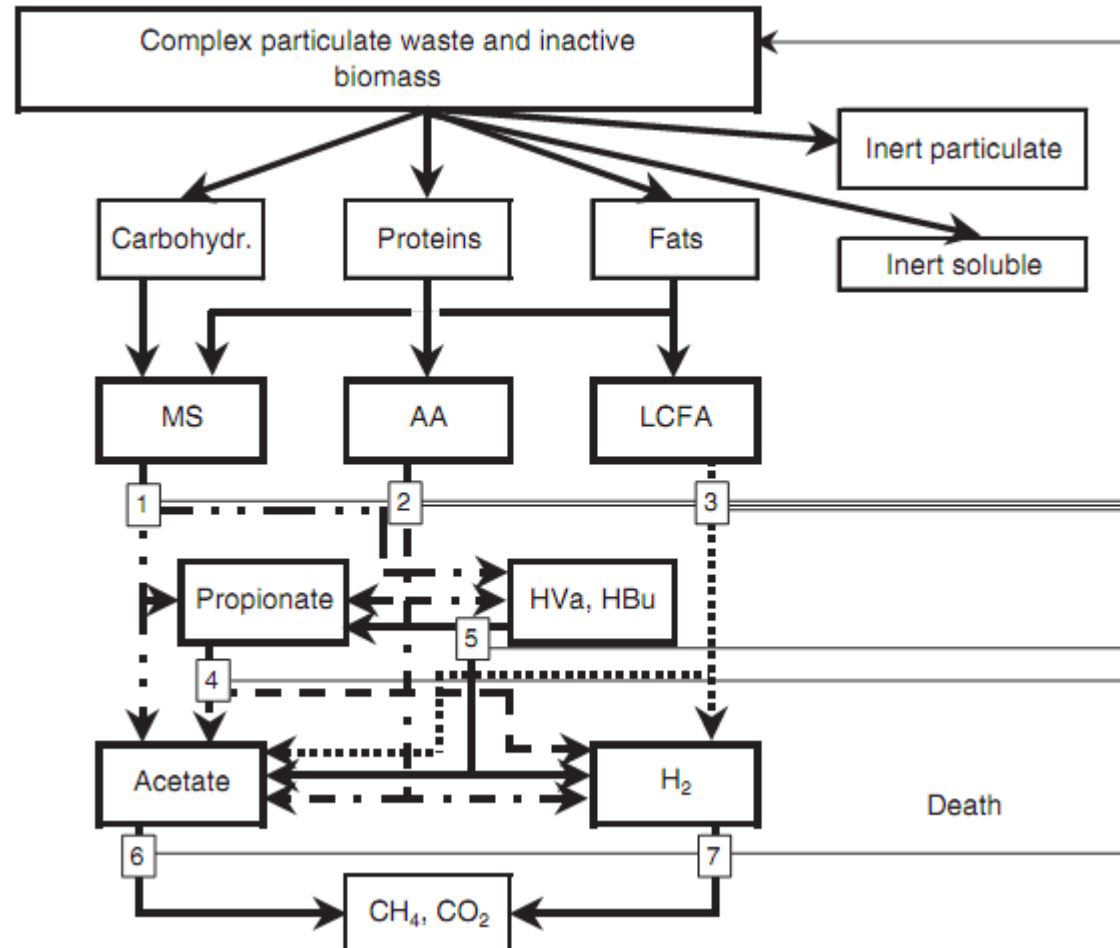 Complex particulate waste and inactive
biomass
Inert particulate
Carbohydr.
Proteins
Fats
Inert soluble
MS
AA
LCFA
1
2
3
Propionate
HVa, HBu
5
4
Acetate
H₂
Death
6
7
CH₄, CO₂